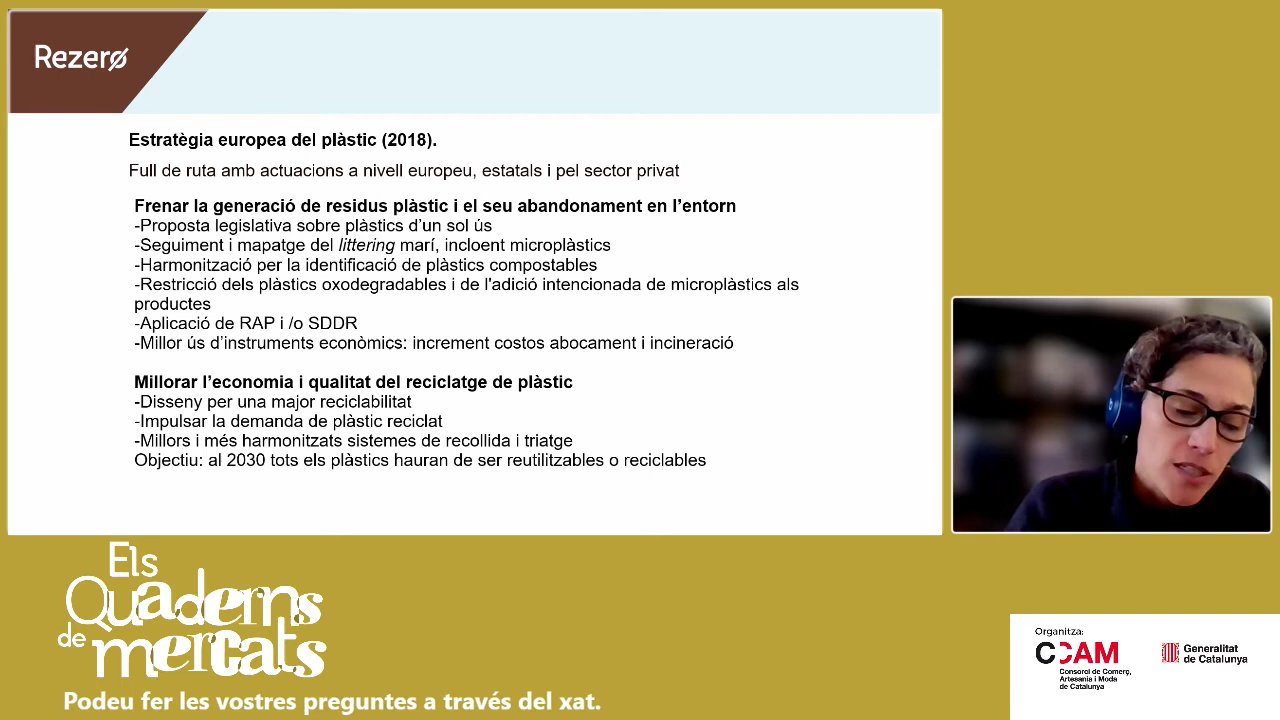 Rezero
Estratègia europea del plàstic (2018).
Full de ruta amb actuacions a nivell europeu, estatals i pel sector privat
Frenar la generació de residus plàstic i el seu abandonament en l’entorn
-Proposta legislativa sobre plàstics d’un sol ús
-Seguiment i mapatge del littering marí, incloent microplàstics
-Harmonització per la identificació de plàstics compostables
-Restricció dels plàstics oxodegradables i de l'adició intencionada de microplàstics als
productes
-Aplicació de RAP i /o SDDR
-Millor ús d’instruments econòmics: increment costos abocament i incineració
Millorar l’economia i qualitat del reciclatge de plàstic
-Disseny per una major reciclabilitat
-Impulsar la demanda de plàstic reciclat
-Millors i més harmonitzats sistemes de recollida i triatge
Objectiu: al 2030 tots els plàstics hauran de ser reutilitzables o reciclables
Els
Quaderns
de mercats
Podeu fer les vostres preguntes a través del xat.
Organitza:
CCAM
Consorci de Comerç,
Artesania i Moda
de Catalunya
Generalitat
de Catalunya